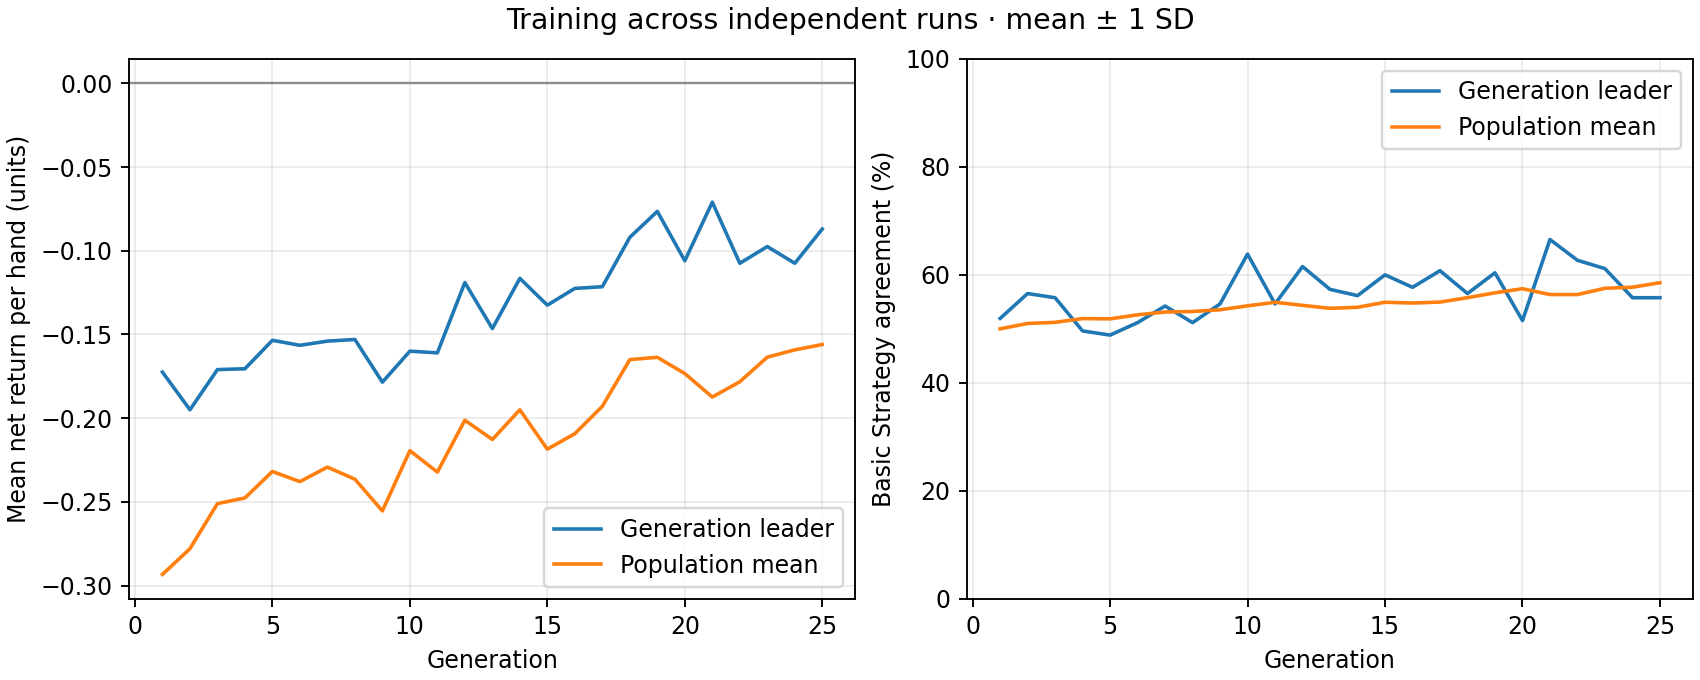 Training across independent runs · mean ± 1 SD
Mean net return per hand (units)
0.00
−0.05
−0.10
−0.15
−0.20
−0.25
−0.30
0
5
10
15
20
25
Generation
Generation leader
Population mean
Basic Strategy agreement (%)
100
80
60
40
20
0
0
5
10
15
20
25
Generation
Generation leader
Population mean